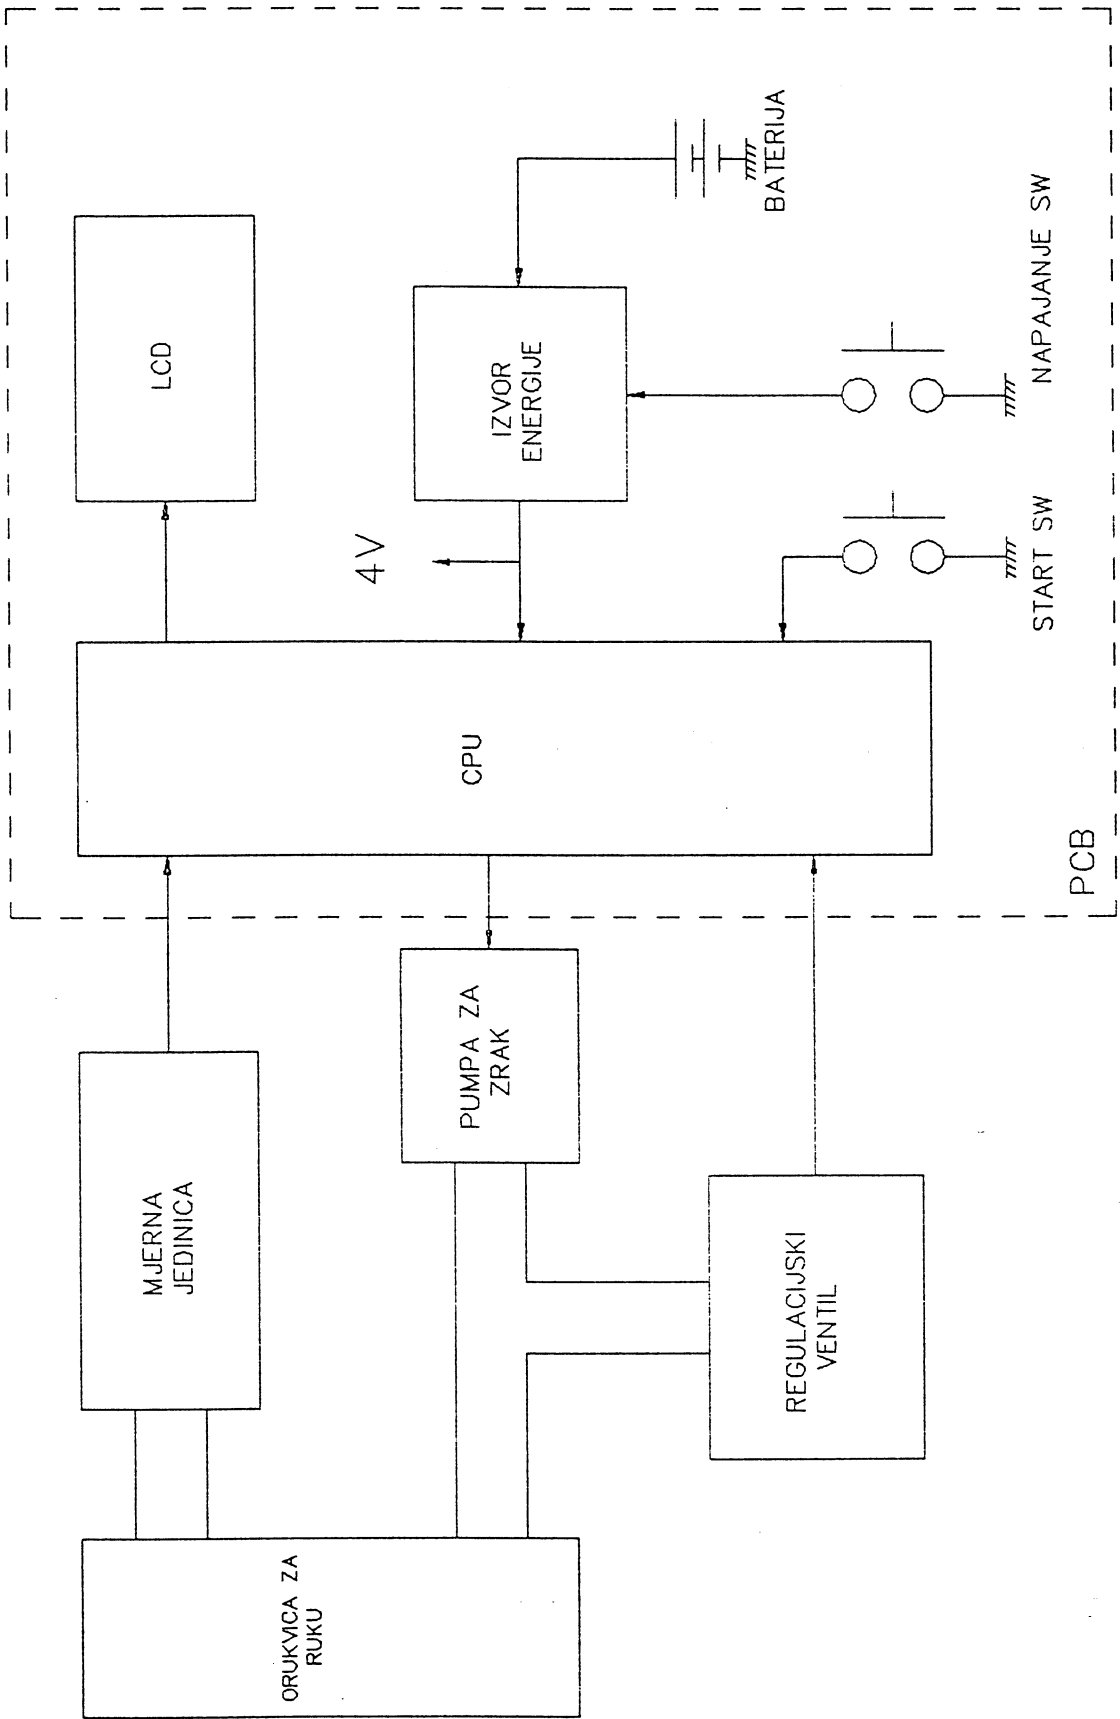 ORUKVICA ZA
RUKU
MJERNA
JEDINICA
PUMPA ZA
ZRAK
REGULACIJSKI
VENTIL
CPU
LCD
4V
IZVOR
ENERGIJE
BATERIJA
START SW
NAPAJANJE SW
PCB